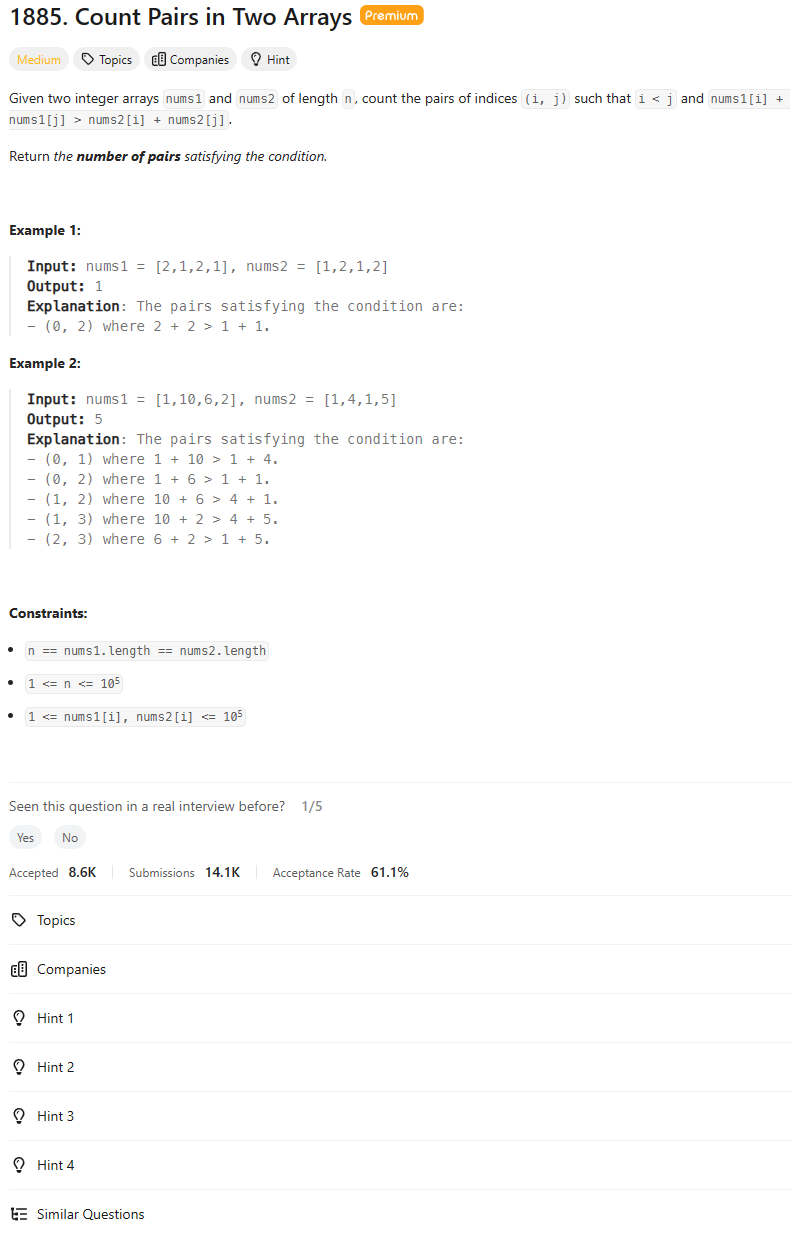 1885. Count Pairs in Two Arrays Premium
Medium Topics Companies Hint
Given two integer arrays nums1 and nums2 of length n, count the pairs of indices (i, j) such that i < j and nums1[i] +
nums1[j] > nums2[i] + nums2[j].
Return the number of pairs satisfying the condition.
Example 1:
Input: nums1 = [2,1,2,1], nums2 = [1,2,1,2]
Output: 1
Explanation: The pairs satisfying the condition are:
- (0, 2) where 2 + 2 > 1 + 1.
Example 2:
Input: nums1 = [1,10,6,2], nums2 = [1,4,1,5]
Output: 5
Explanation: The pairs satisfying the condition are:
- (0, 1) where 1 + 10 > 1 + 4.
- (0, 2) where 1 + 6 > 1 + 1.
- (1, 2) where 10 + 6 > 4 + 1.
- (1, 3) where 10 + 2 > 4 + 5.
- (2, 3) where 6 + 2 > 1 + 5.
Constraints:
• n == nums1.length == nums2.length
• 1 <= n <= 10⁵
• 1 <= nums1[i], nums2[i] <= 10⁵
Seen this question in a real interview before? 1/5
Yes No
Accepted 8.6K Submissions 14.1K Acceptance Rate 61.1%
Topics
Companies
Hint 1
Hint 2
Hint 3
Hint 4
Similar Questions